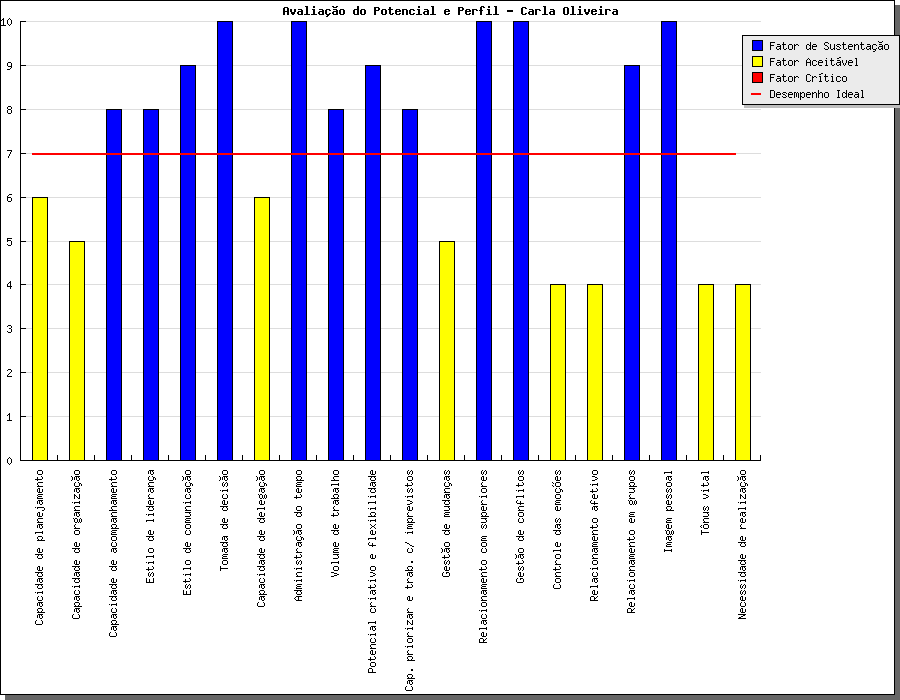 Avaliação do Potencial e Perfil - Carla Oliveira
Fator de Sustentação
Fator Aceitável
Fator Crítico
Desempenho Ideal
10
9
8
7
6
5
4
3
2
1
0
Capacidade de planejamento
Capacidade de organização
Capacidade de acompanhamento
Estilo de liderança
Estilo de comunicação
Tomada de decisão
Capacidade de delegação
Administração do tempo
Volume de trabalho
Potencial criativo e flexibilidade
Cap. priorizar e trab. c/ imprevistos
Gestão de mudanças
Relacionamento com superiores
Gestão de conflitos
Controle das emoções
Relacionamento afetivo
Relacionamento em grupos
Imagem pessoal
Tônus vital
Necessidade de realização